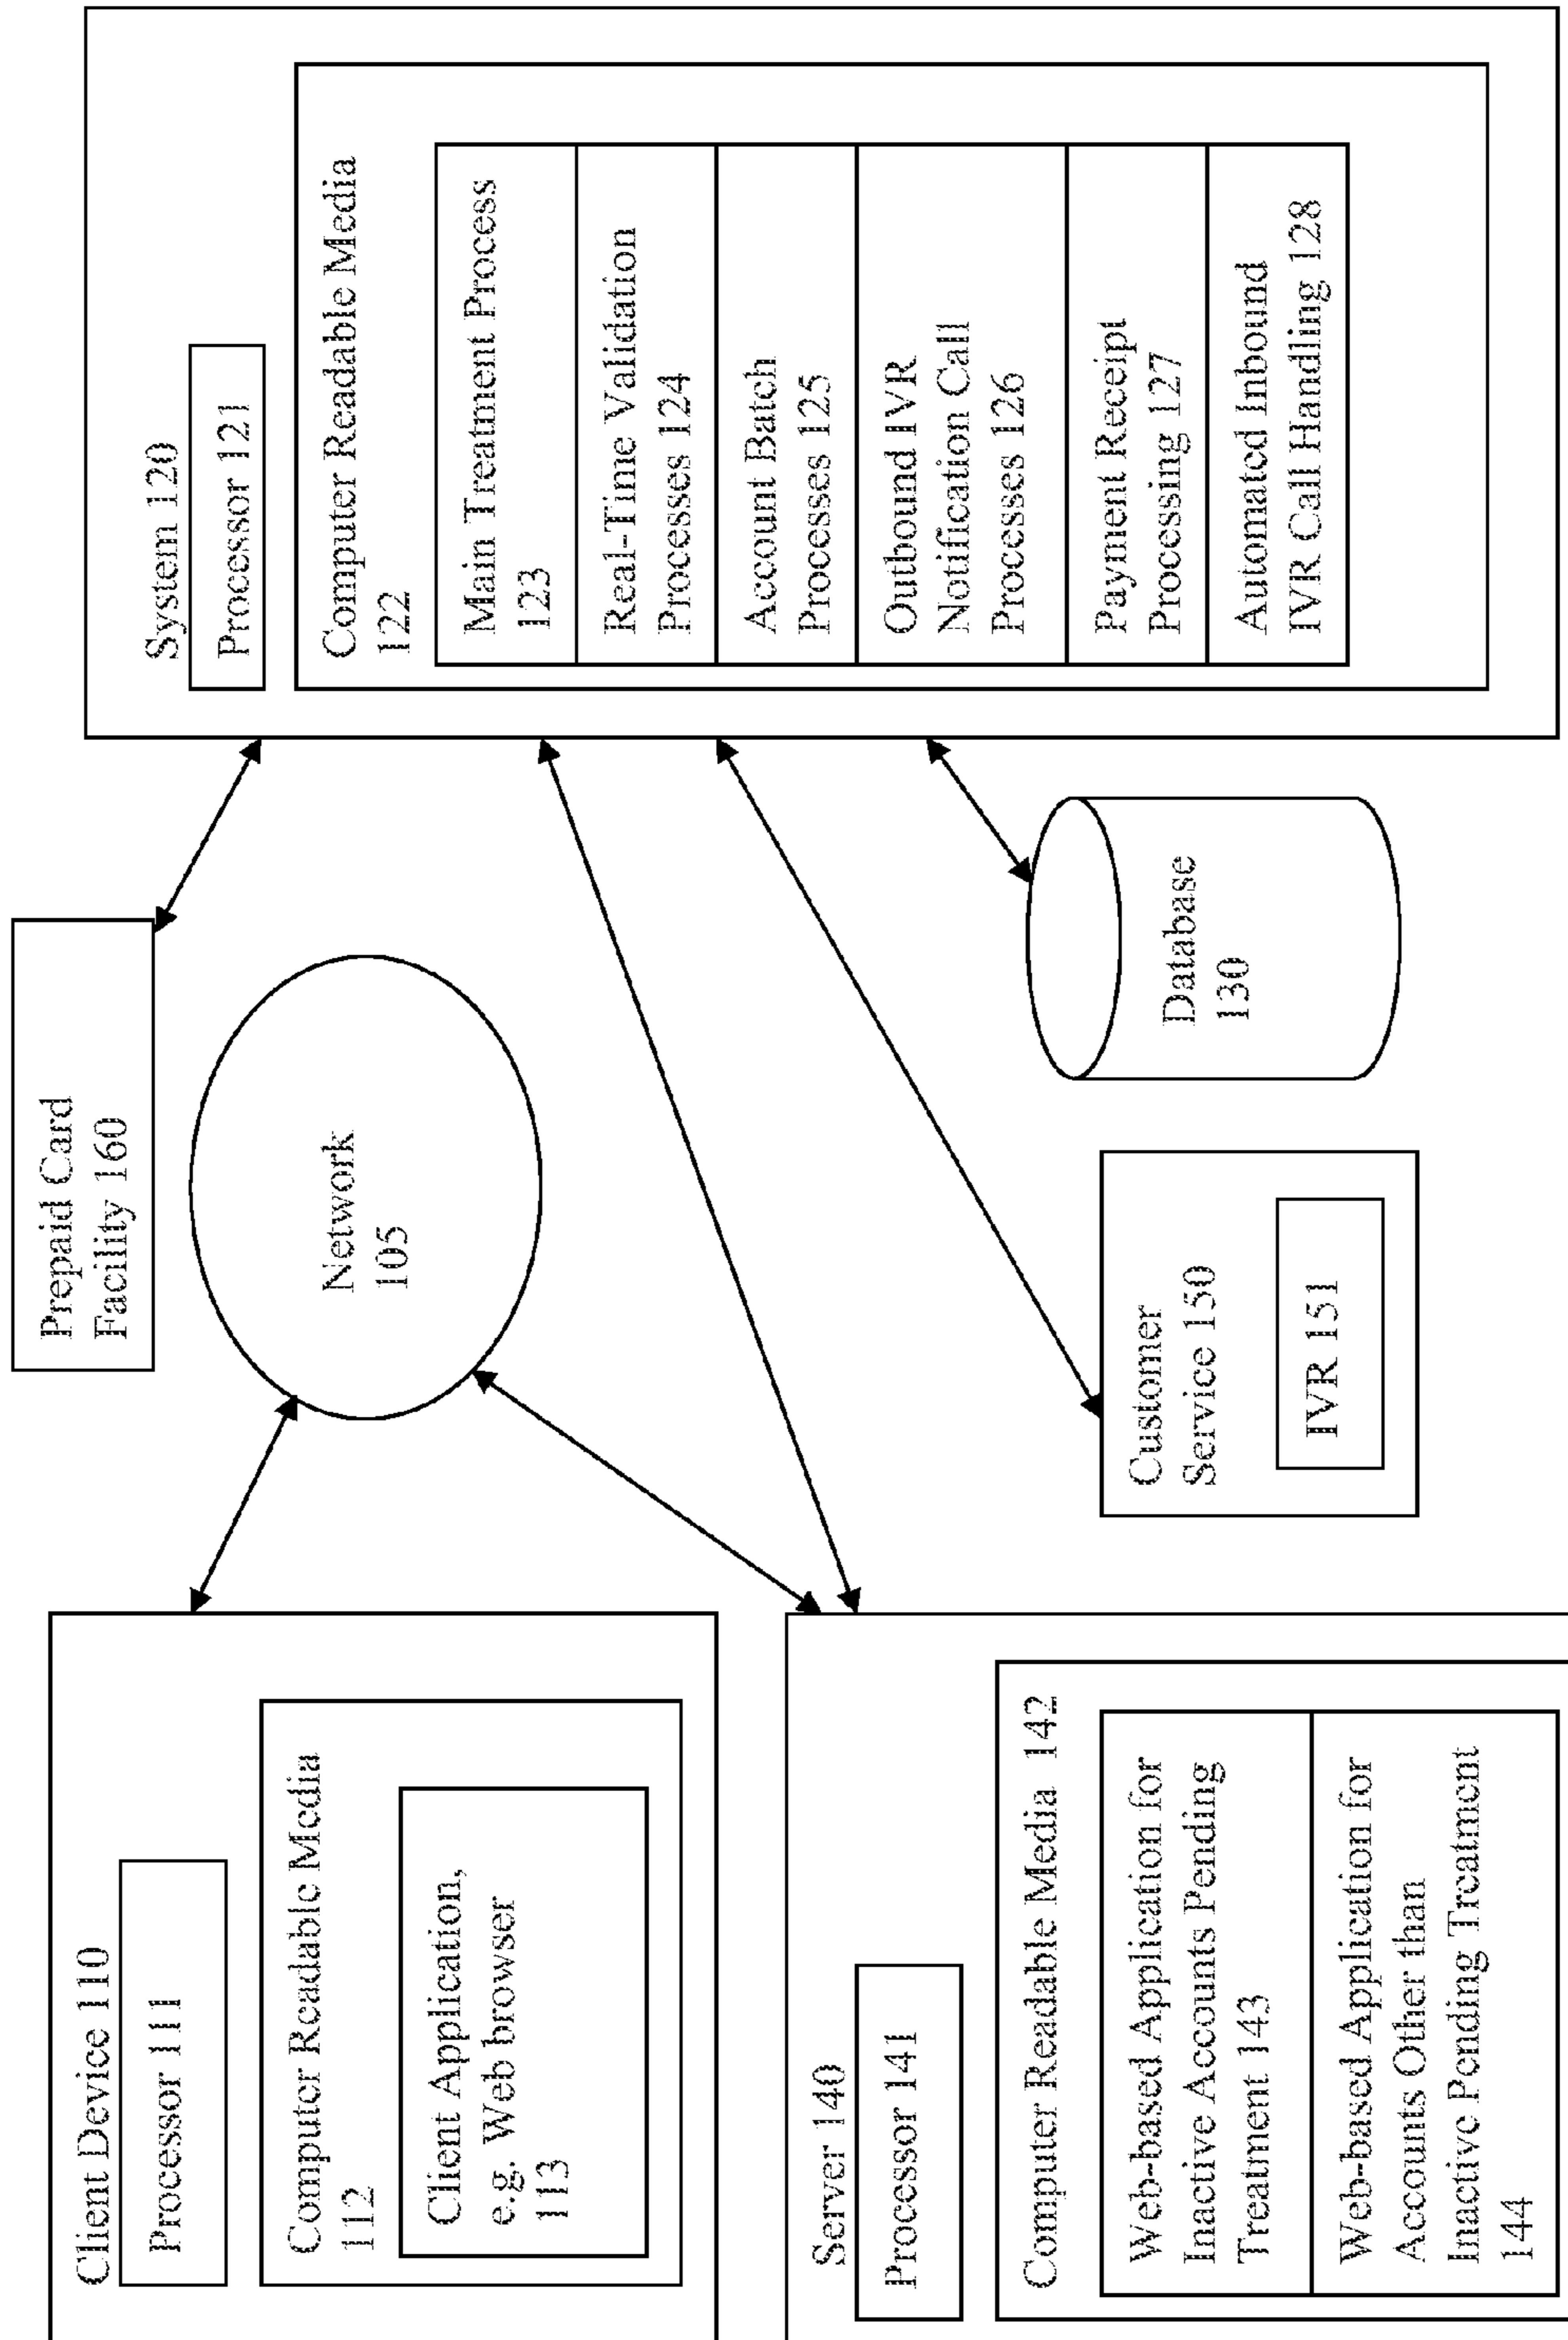 Client Device 110
Processor 111
Computer Readable Media
112
Client Application,
e.g. Web browser
113
Server 140
Processor 141
Computer Readable Media 142
Web-based Application for
Inactive Accounts Pending
Treatment 143
Web-based Application for
Accounts Other than
Inactive Pending Treatment
144
Prepaid Card
Facility 160
Network
105
Customer
Service 150
IVR 151
Database
130
System 120
Processor 121
Computer Readable Media
122
Main Treatment Process
123
Real-Time Validation
Processes 124
Account Batch
Processes 125
Outbound IVR
Notification Call
Processes 126
Payment Receipt
Processing 127
Automated Inbound
IVR Call Handling 128